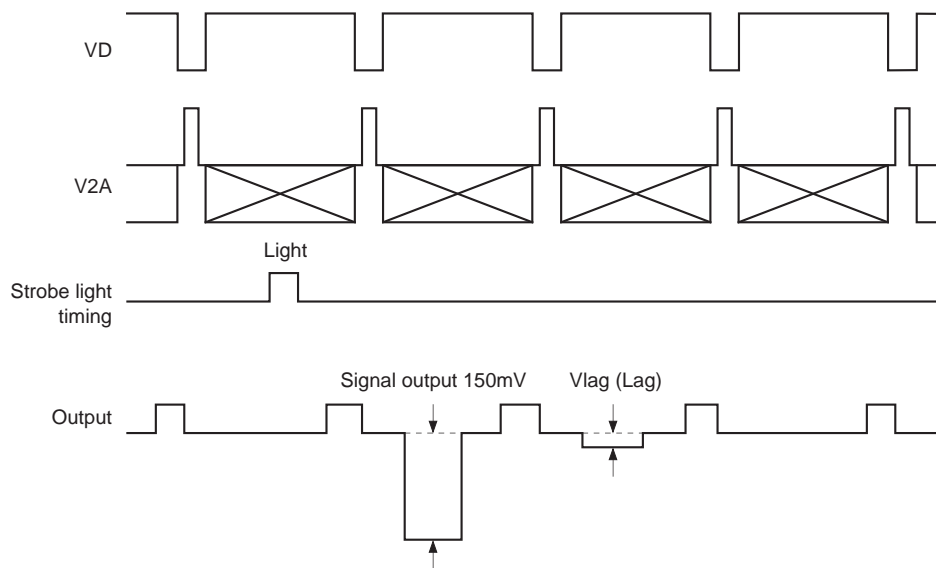 VD
V2A
Light
Strobe light
timing
Signal output 150mV
Vlag (Lag)
Output